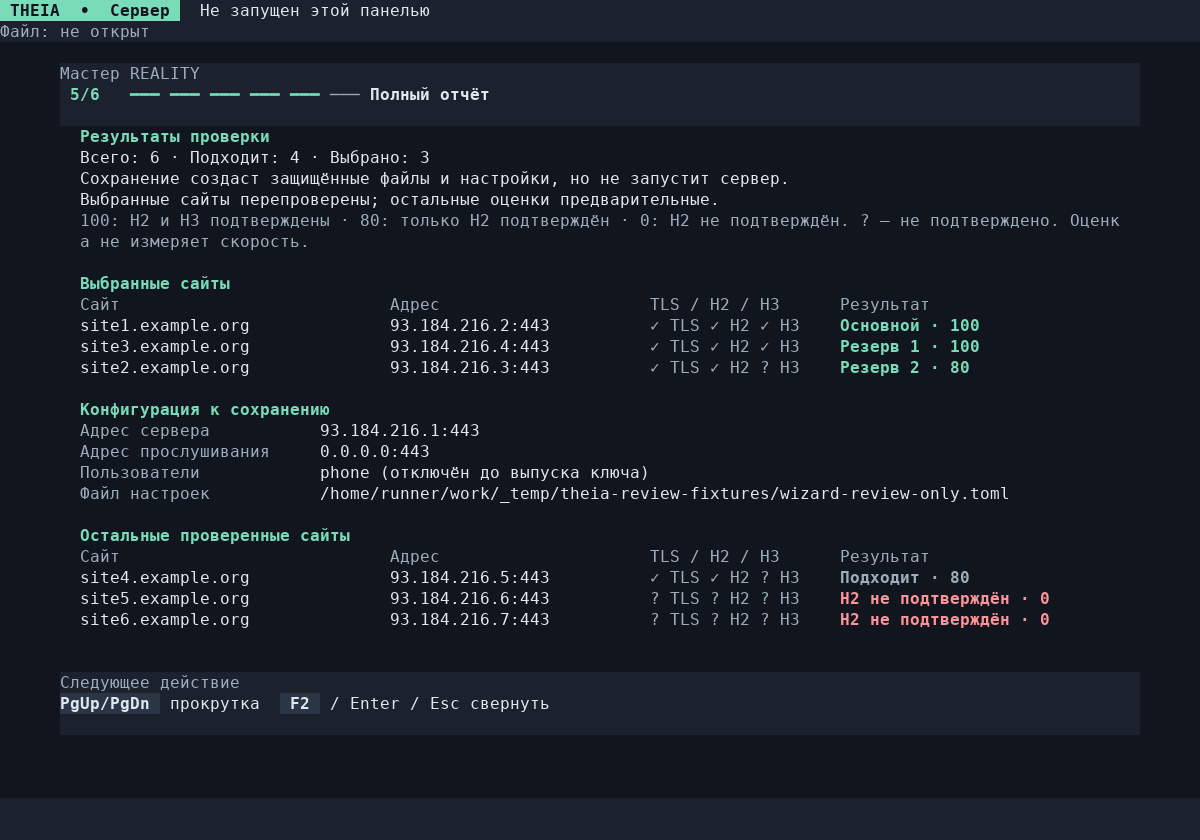 THEIA • Сервер Не запущен этой панелью
Файл: не открыт
Мастер REALITY
5/6 ━━━ ━━━ ━━━ ━━━ ━━━ ─── Полный отчёт
Результаты проверки
Всего: 6 · Подходит: 4 · Выбрано: 3
Сохранение создаст защищённые файлы и настройки, но не запустит сервер.
Выбранные сайты перепроверены; остальные оценки предварительные.
100: H2 и H3 подтверждены · 80: только H2 подтверждён · 0: H2 не подтверждён. ? — не подтверждено. Оценк
а не измеряет скорость.
Выбранные сайты
Сайт Адрес TLS / H2 / H3 Результат
site1.example.org 93.184.216.2:443 ✓ TLS ✓ H2 ✓ H3 Основной · 100
site3.example.org 93.184.216.4:443 ✓ TLS ✓ H2 ✓ H3 Резерв 1 · 100
site2.example.org 93.184.216.3:443 ✓ TLS ✓ H2 ? H3 Резерв 2 · 80
Конфигурация к сохранению
Адрес сервера 93.184.216.1:443
Адрес прослушивания 0.0.0.0:443
Пользователи phone (отключён до выпуска ключа)
Файл настроек /home/runner/work/_temp/theia-review-fixtures/wizard-review-only.toml
Остальные проверенные сайты
Сайт Адрес TLS / H2 / H3 Результат
site4.example.org 93.184.216.5:443 ✓ TLS ✓ H2 ? H3 Подходит · 80
site5.example.org 93.184.216.6:443 ? TLS ? H2 ? H3 H2 не подтверждён · 0
site6.example.org 93.184.216.7:443 ? TLS ? H2 ? H3 H2 не подтверждён · 0
Следующее действие
PgUp/PgDn прокрутка F2 / Enter / Esc свернуть